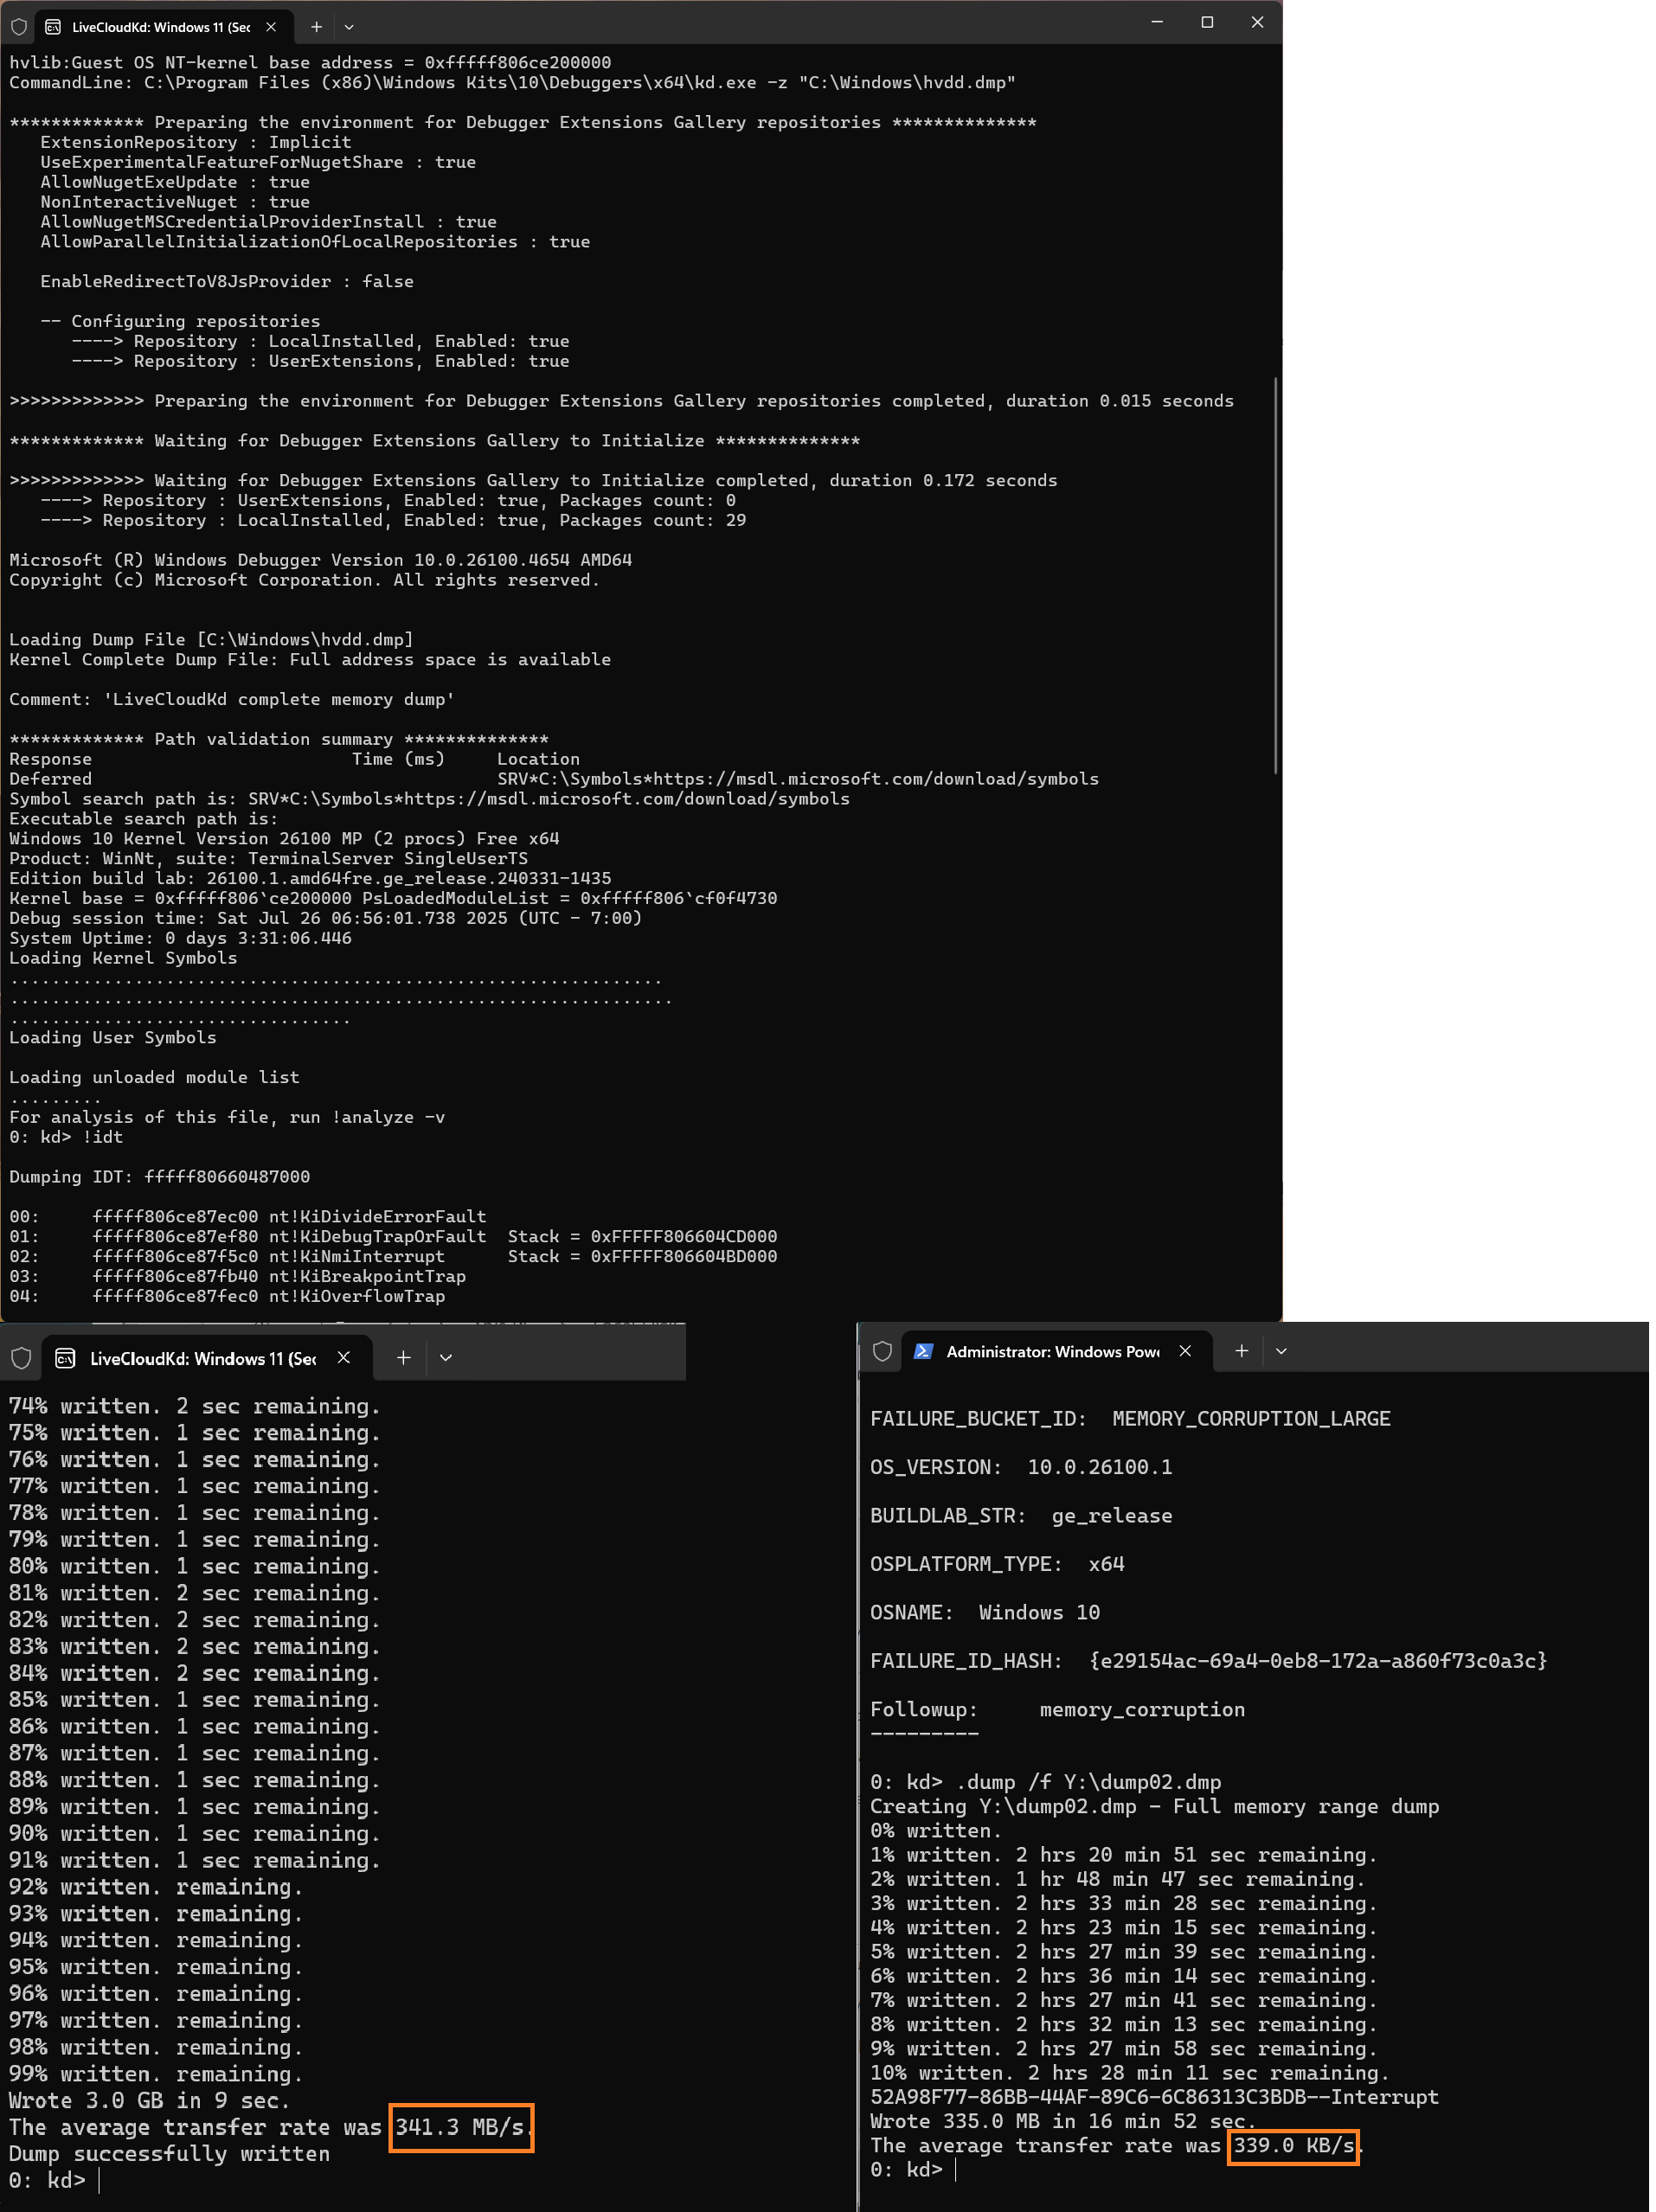 LiveCloudKd: Windows 11 (Sec
hvlib:Guest OS NT-kernel base address = 0xfffff806ce200000
CommandLine: C:\Program Files (x86)\Windows Kits\10\Debuggers\x64\kd.exe -z "C:\Windows\hvdd.dmp"
************* Preparing the environment for Debugger Extensions Gallery repositories **************
ExtensionRepository : Implicit
UseExperimentalFeatureForNugetShare : true
AllowNugetExeUpdate : true
NonInteractiveNuget : true
AllowNugetMSCredentialProviderInstall : true
AllowParallelInitializationOfLocalRepositories : true
EnableRedirectToV8JsProvider : false
-- Configuring repositories
----> Repository : LocalInstalled, Enabled: true
----> Repository : UserExtensions, Enabled: true
>>>>>>>>>>>>> Preparing the environment for Debugger Extensions Gallery repositories completed, duration 0.015 seconds
************* Waiting for Debugger Extensions Gallery to Initialize **************
>>>>>>>>>>>>> Waiting for Debugger Extensions Gallery to Initialize completed, duration 0.172 seconds
----> Repository : UserExtensions, Enabled: true, Packages count: 0
----> Repository : LocalInstalled, Enabled: true, Packages count: 29
Microsoft (R) Windows Debugger Version 10.0.26100.4654 AMD64
Copyright (c) Microsoft Corporation. All rights reserved.
Loading Dump File [C:\Windows\hvdd.dmp]
Kernel Complete Dump File: Full address space is available
Comment: 'LiveCloudKd complete memory dump'
************* Path validation summary **************
Response Time (ms) Location
Deferred SRV*C:\Symbols*https://msdl.microsoft.com/download/symbols
Symbol search path is: SRV*C:\Symbols*https://msdl.microsoft.com/download/symbols
Executable search path is:
Windows 10 Kernel Version 26100 MP (2 procs) Free x64
Product: WinNt, suite: TerminalServer SingleUserTS
Edition build lab: 26100.1.amd64fre.ge_release.240331-1435
Kernel base = 0xfffff806`ce200000 PsLoadedModuleList = 0xfffff806`cf0f4730
Debug session time: Sat Jul 26 06:56:01.738 2025 (UTC - 7:00)
System Uptime: 0 days 3:31:06.446
Loading Kernel Symbols
...............................................................
................................................................
.................................
Loading User Symbols
Loading unloaded module list
.........
For analysis of this file, run !analyze -v
0: kd> !idt
Dumping IDT: fffff80660487000
00: fffff806ce87ec00 nt!KiDivideErrorFault
01: fffff806ce87ef80 nt!KiDebugTrapOrFault Stack = 0xFFFFF806604CD000
02: fffff806ce87f5c0 nt!KiNmiInterrupt Stack = 0xFFFFF806604BD000
03: fffff806ce87fb40 nt!KiBreakpointTrap
04: fffff806ce87fec0 nt!KiOverflowTrap
LiveCloudKd: Windows 11 (Sec
74% written. 2 sec remaining.
75% written. 1 sec remaining.
76% written. 1 sec remaining.
77% written. 1 sec remaining.
78% written. 1 sec remaining.
79% written. 1 sec remaining.
80% written. 1 sec remaining.
81% written. 2 sec remaining.
82% written. 2 sec remaining.
83% written. 2 sec remaining.
84% written. 2 sec remaining.
85% written. 1 sec remaining.
86% written. 1 sec remaining.
87% written. 1 sec remaining.
88% written. 1 sec remaining.
89% written. 1 sec remaining.
90% written. 1 sec remaining.
91% written. 1 sec remaining.
92% written. remaining.
93% written. remaining.
94% written. remaining.
95% written. remaining.
96% written. remaining.
97% written. remaining.
98% written. remaining.
99% written. remaining.
Wrote 3.0 GB in 9 sec.
The average transfer rate was 341.3 MB/s.
Dump successfully written
0: kd>
Administrator: Windows Powe
FAILURE_BUCKET_ID: MEMORY_CORRUPTION_LARGE
OS_VERSION: 10.0.26100.1
BUILDLAB_STR: ge_release
OSPLATFORM_TYPE: x64
OSNAME: Windows 10
FAILURE_ID_HASH: {e29154ac-69a4-0eb8-172a-a860f73c0a3c}
Followup: memory_corruption
---------
0: kd> .dump /f Y:\dump02.dmp
Creating Y:\dump02.dmp - Full memory range dump
0% written.
1% written. 2 hrs 20 min 51 sec remaining.
2% written. 1 hr 48 min 47 sec remaining.
3% written. 2 hrs 33 min 28 sec remaining.
4% written. 2 hrs 23 min 15 sec remaining.
5% written. 2 hrs 27 min 39 sec remaining.
6% written. 2 hrs 36 min 14 sec remaining.
7% written. 2 hrs 27 min 41 sec remaining.
8% written. 2 hrs 32 min 13 sec remaining.
9% written. 2 hrs 27 min 58 sec remaining.
10% written. 2 hrs 28 min 11 sec remaining.
52A98F77-86BB-44AF-89C6-6C86313C3BDB--Interrupt
Wrote 335.0 MB in 16 min 52 sec.
The average transfer rate was 339.0 KB/s.
0: kd>